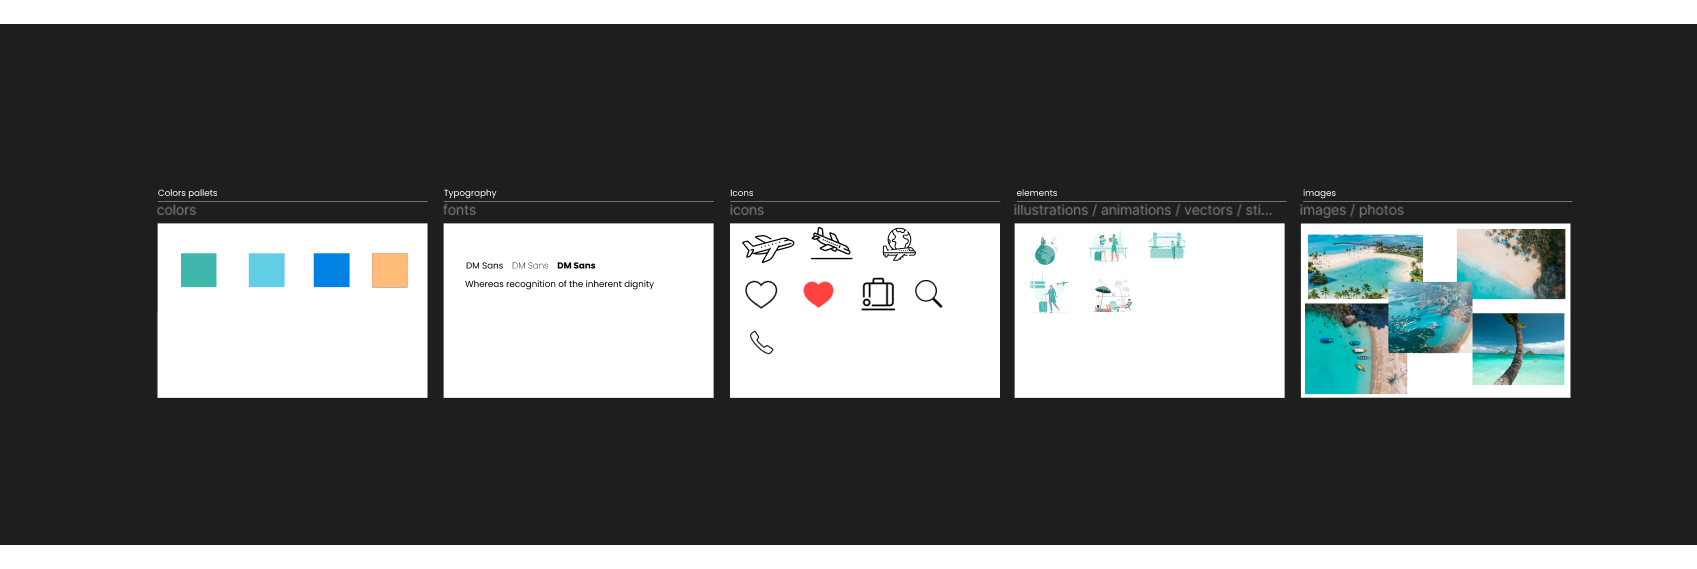 Colors pallets
colors
Typography
fonts
DM Sans DM Sans DM Sans
Whereas recognition of the inherent dignity
Icons
icons
elements
illustrations / animations / vectors / sti...
images
images / photos